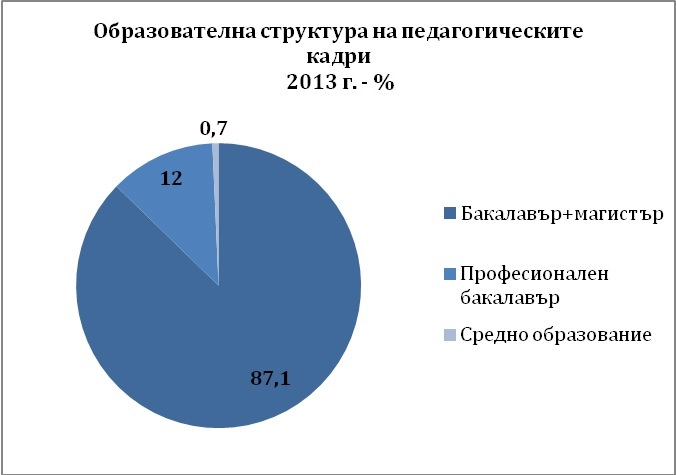 Образователна структура на педагогическите
кадри
2013 г. - %
0,7
12
87,1
Бакалавър+магистър
Професионален
бакалавър
Средно образование